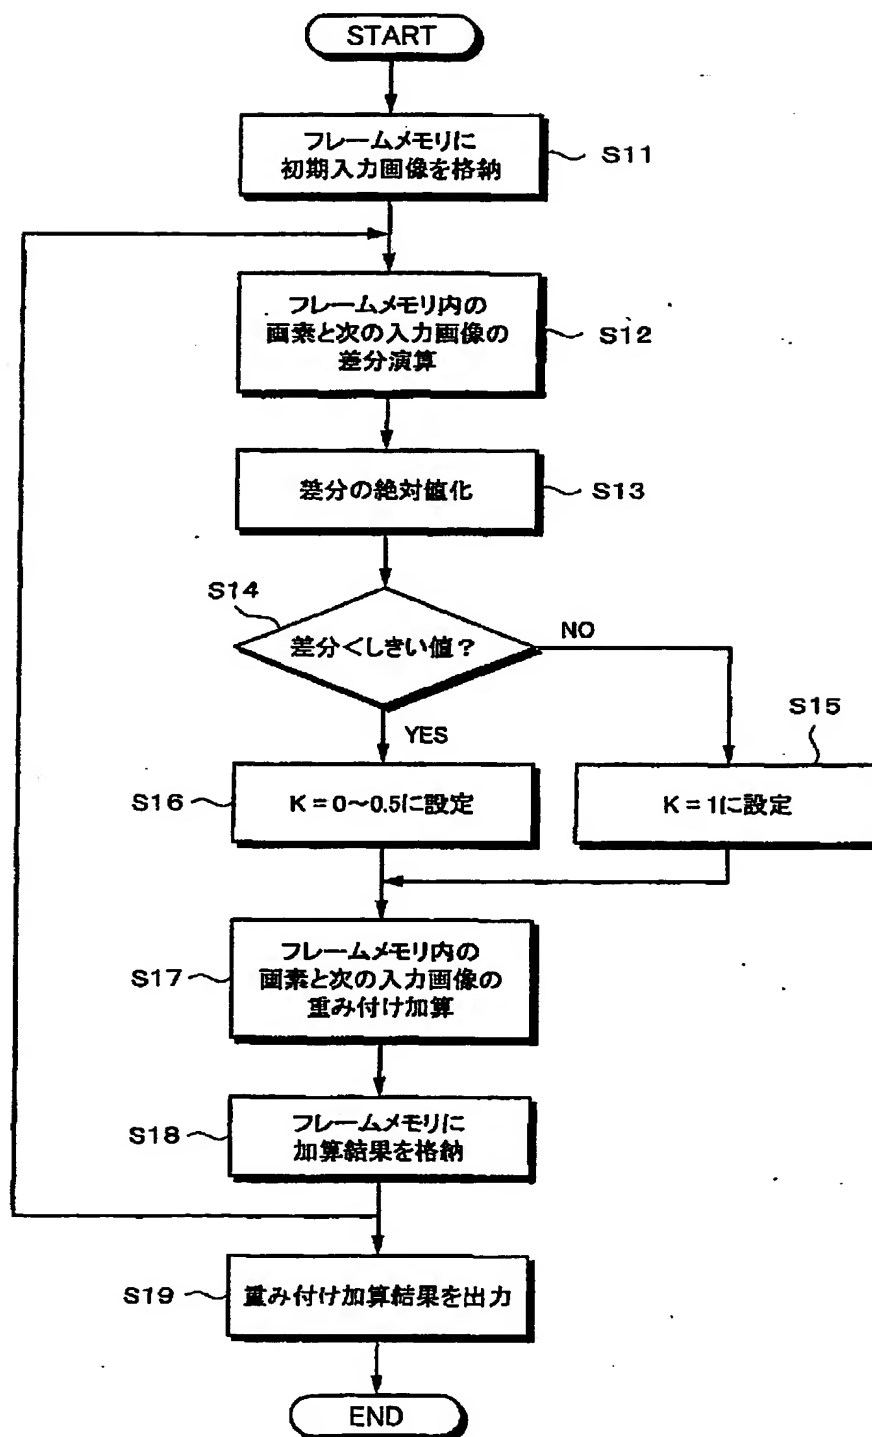 START
フレームメモリに
初期入力画像を格納
S11
フレームメモリ内の
画素と次の入力画像の
差分演算
S12
差分の絶対値化
S13
S14
差分<しきい値?
NO
YES
S15
S16
K=0~0.5に設定
K=1に設定
S17
フレームメモリ内の
画素と次の入力画像の
重み付け加算
S18
フレームメモリに
加算結果を格納
S19
重み付け加算結果を出力
END